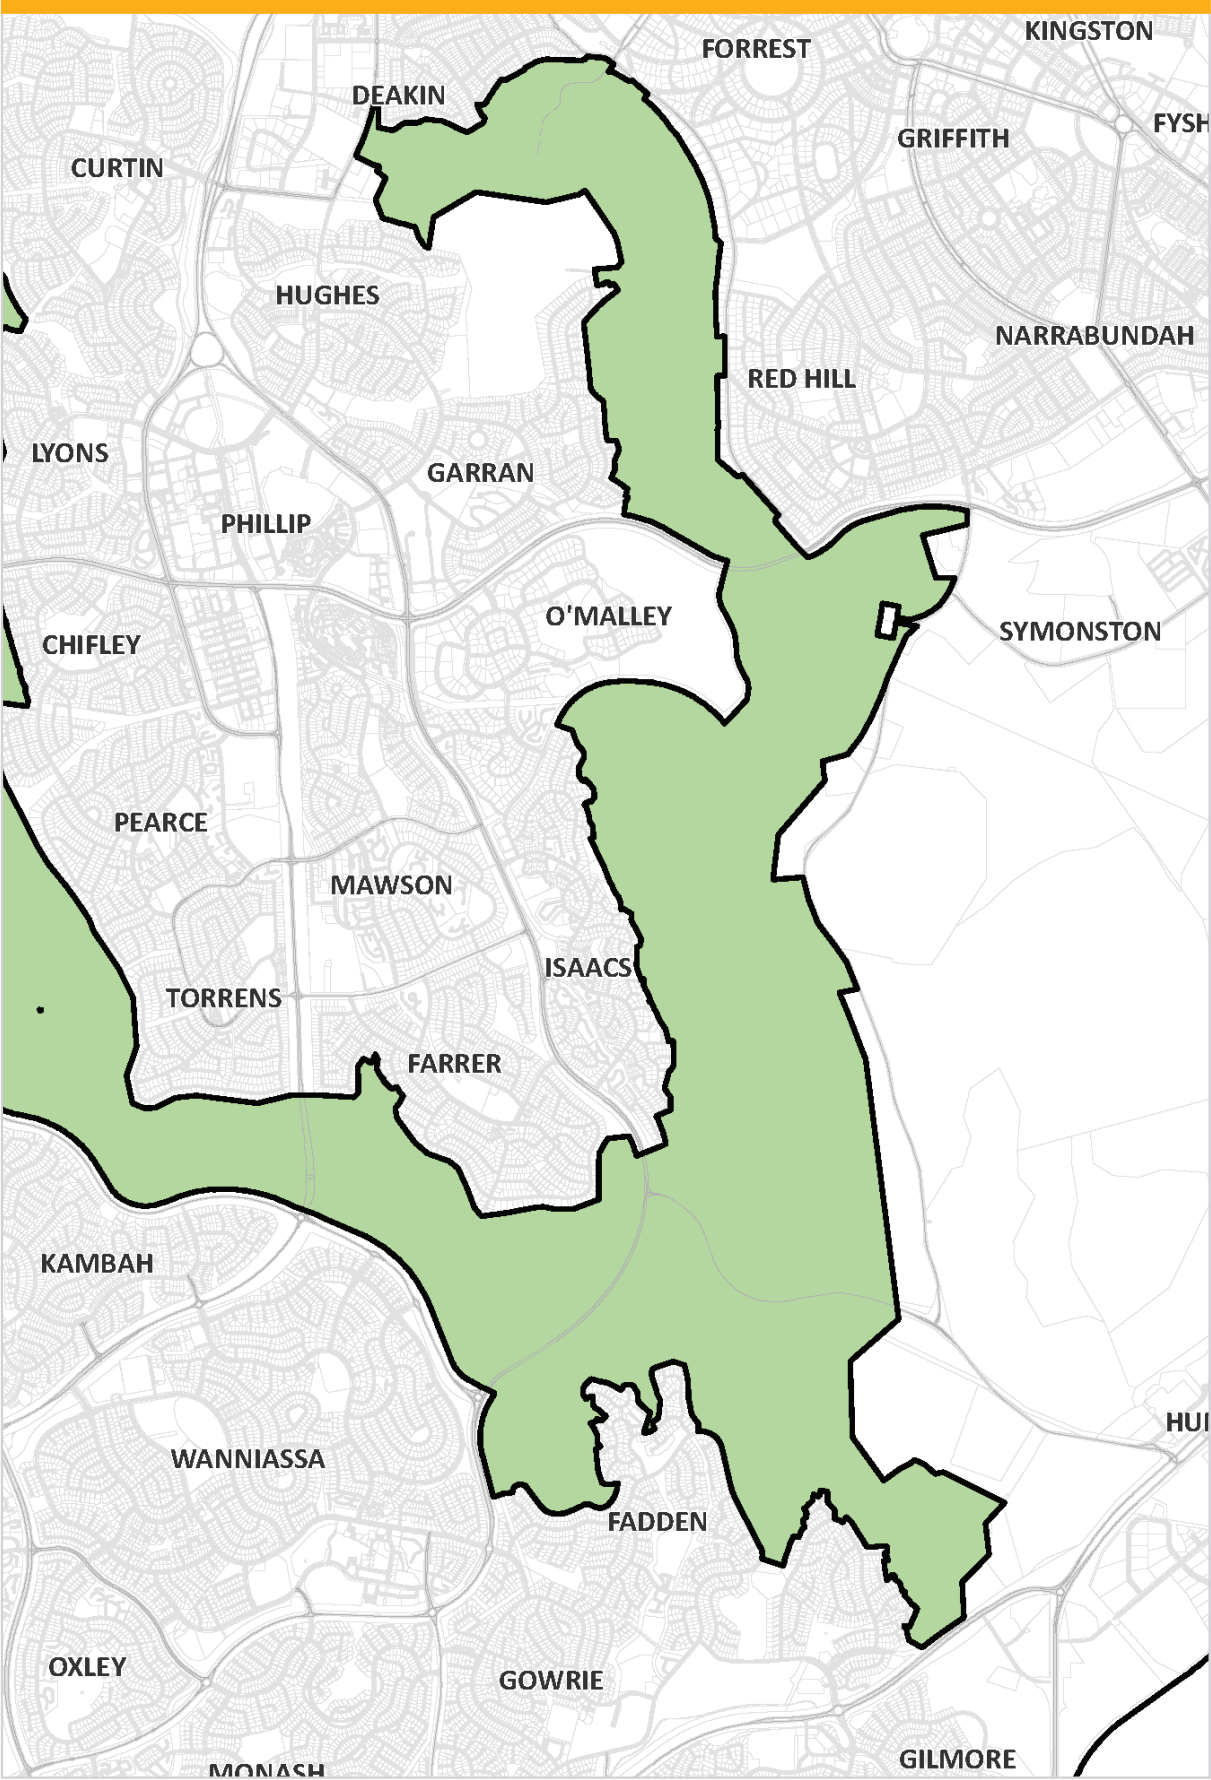 KINGSTON
FORREST
DEAKIN
FYSH
GRIFFITH
CURTIN
HUGHES
NARRABUNDAH
RED HILL
LYONS
GARRAN
PHILLIP
O'MALLEY
SYMONSTON
CHIFLEY
PEARCE
MAWSON
ISAACS
TORRENS
FARRER
KAMBAH
HUI
WANNIASSA
FADDEN
OXLEY
GOWRIE
GILMORE
MONASH